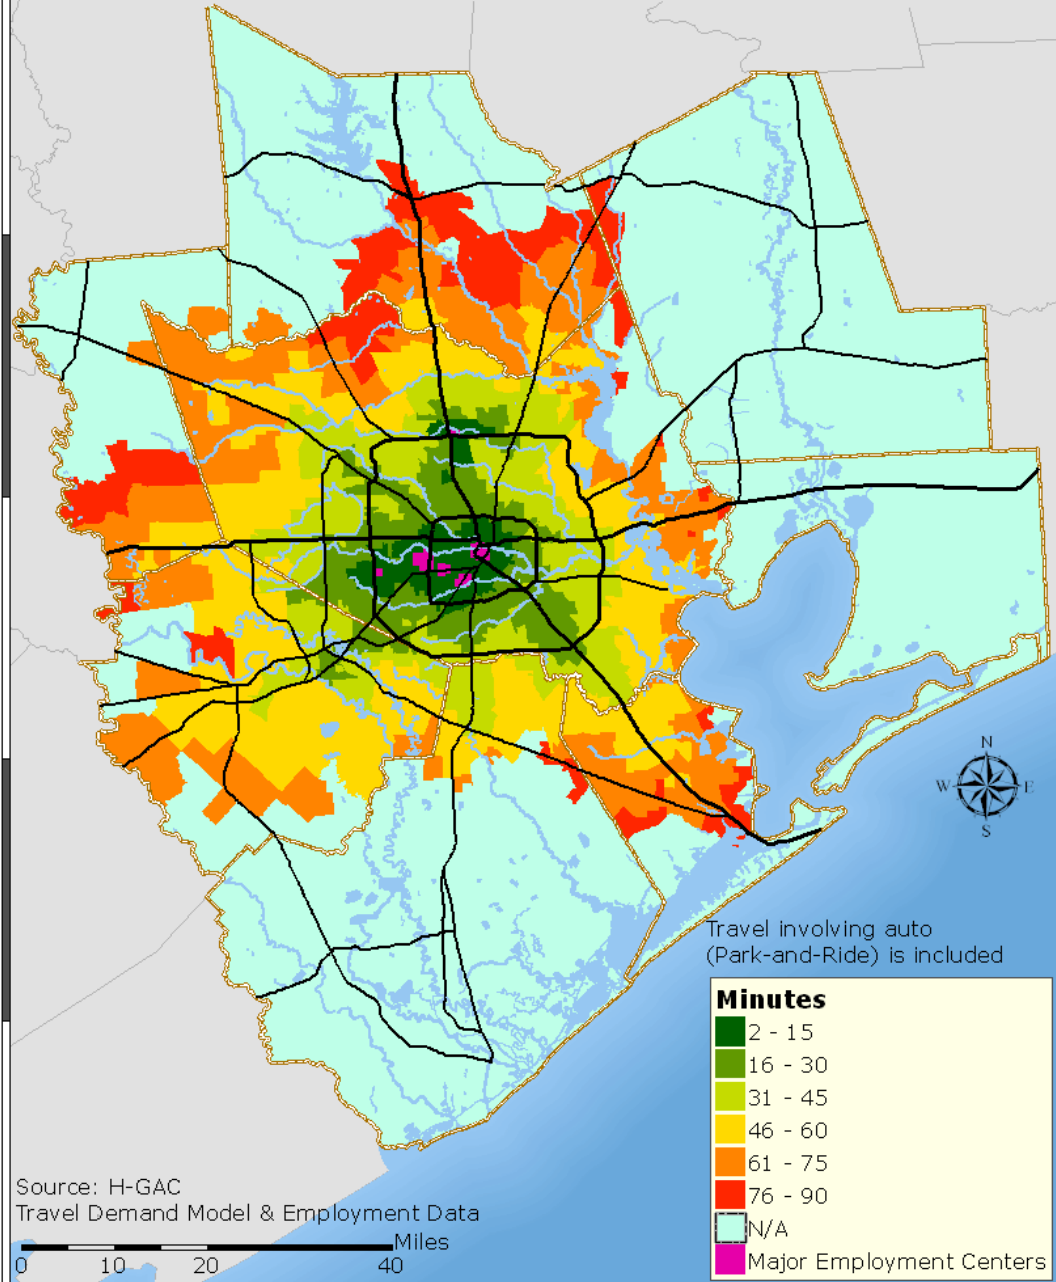 N
W E
S
Travel involving auto
(Park-and-Ride) is included
Minutes
2 - 15
16 - 30
31 - 45
46 - 60
61 - 75
76 - 90
N/A
Major Employment Centers
Source: H-GAC
Travel Demand Model & Employment Data
Miles
0 10 20 40